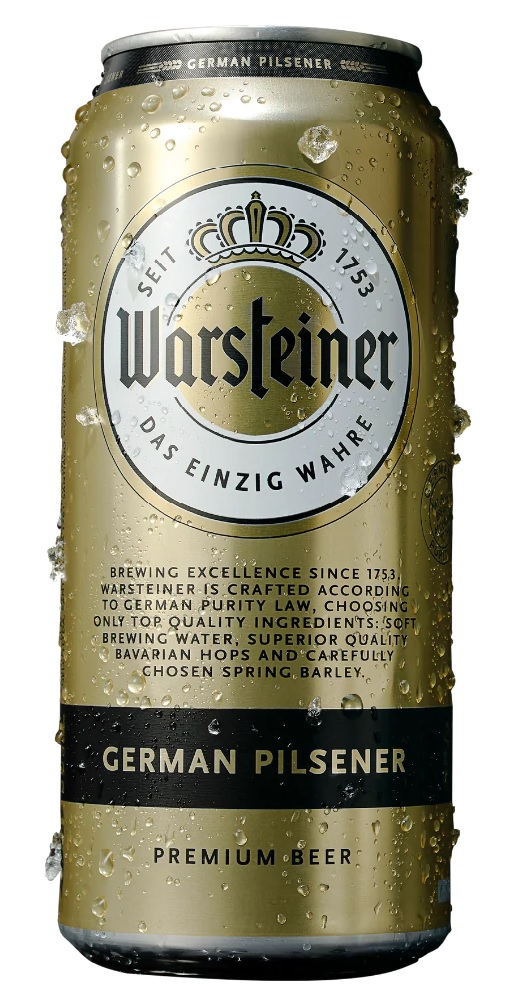 GERMAN PILSENER
SEIT 1753
Warsteiner
DAS EINZIG WAHRE
BREWING EXCELLENCE SINCE 1753,
WARSTEINER IS CRAFTED ACCORDING
TO GERMAN PURITY LAW, CHOOSING
ONLY TOP QUALITY INGREDIENTS: SOFT
BREWING WATER, SUPERIOR QUALITY
BAVARIAN HOPS AND CAREFULLY
CHOSEN SPRING BARLEY.
GERMAN PILSENER
PREMIUM BEER